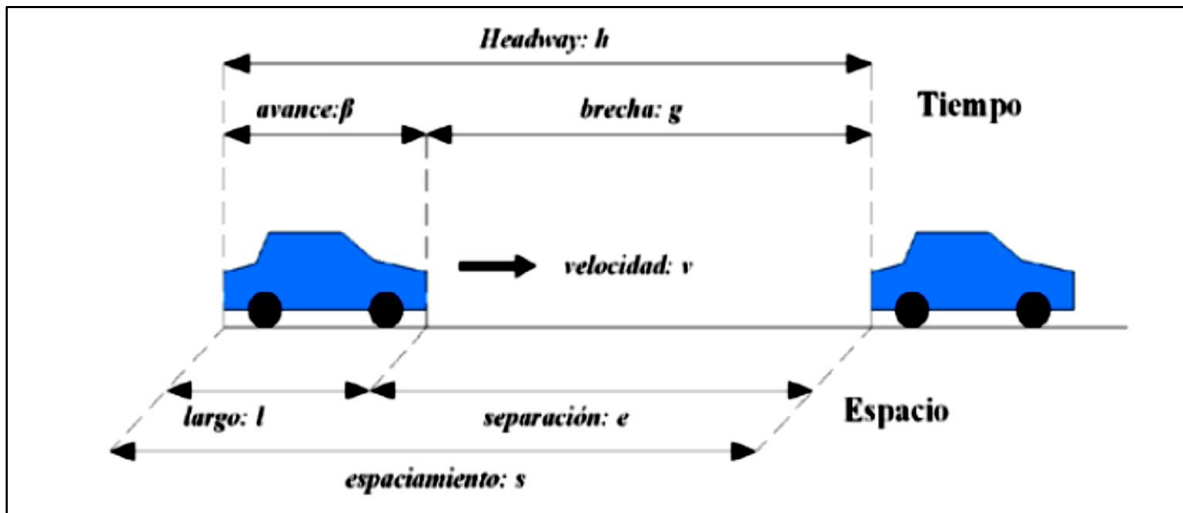 Headway: h
avance:β
brecha: g
Tiempo
velocidad: v
largo: l
separación: e
Espacio
espaciamiento: s